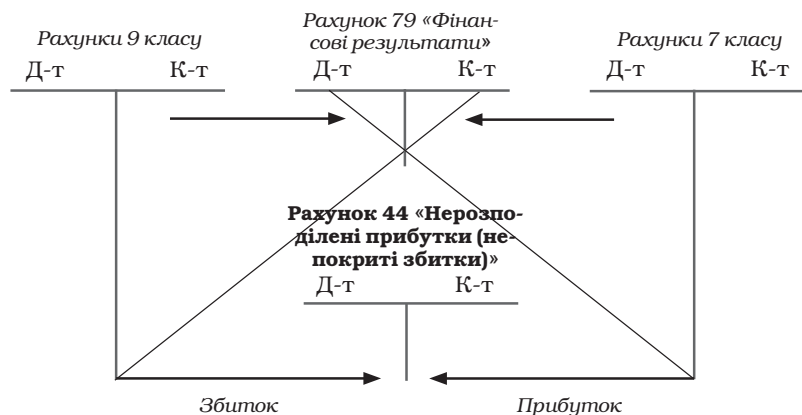 Рахунки 9 класу
Д-т К-т
Рахунок 79 «Фінан-
сові результати»
Д-т К-т
Рахунки 7 класу
Д-т К-т
Рахунок 44 «Нерозпо-
ділені прибутки (не-
покриті збитки)»
Д-т К-т
Збиток
Прибуток